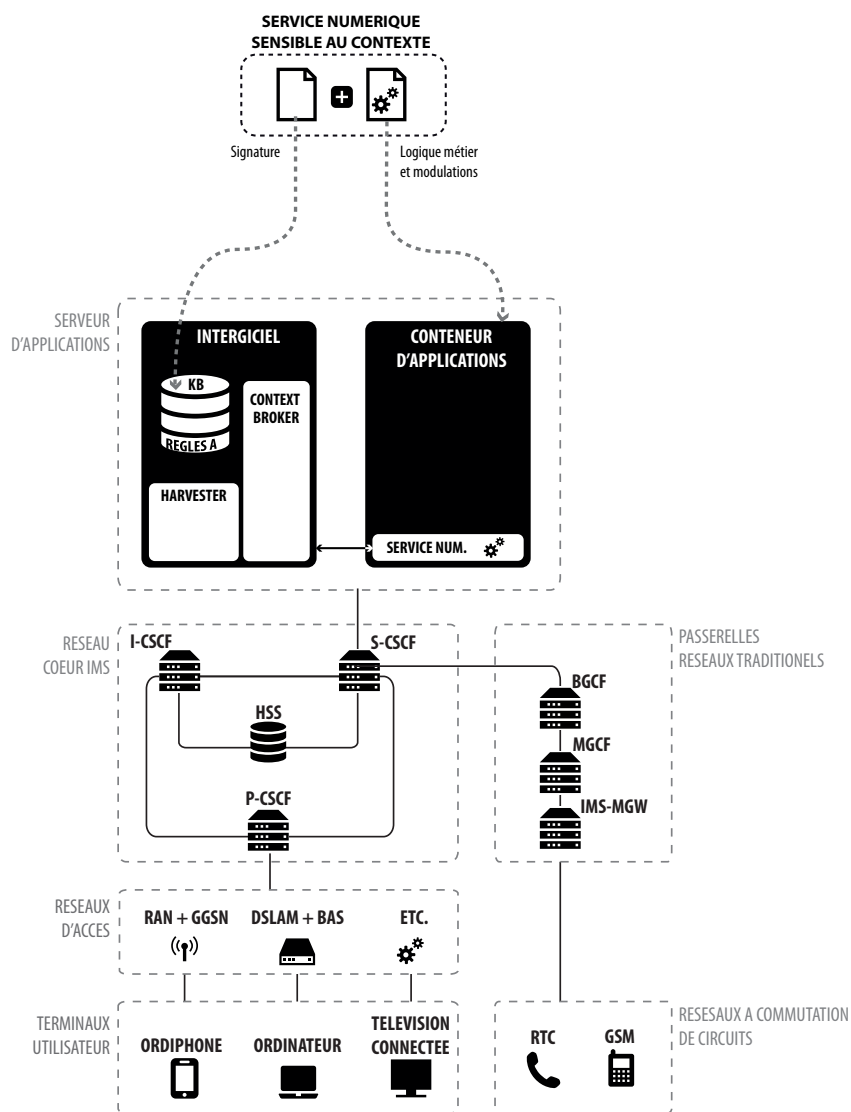 SERVICE NUMERIQUE
SENSIBLE AU CONTEXTE
Signature
Logique métier
et modulations
SERVEUR
D'APPLICATIONS
INTERGICIEL
CONTENEUR
D'APPLICATIONS
KB
CONTEXT
BROKER
REGLES A
HARVESTER
SERVICE NUM.
RESEAU
COEUR IMS
I-CSCF
S-CSCF
PASSERELLES
RESEAUX TRADITIONELS
BGCF
HSS
MGCF
P-CSCF
IMS-MGW
RESEAUX
D'ACCES
RAN + GGSN
DSLAM + BAS
ETC.
TERMINAUX
UTILISATEUR
ORDIPHONE
ORDINATEUR
TELEVISION
CONNECTEE
RTC
GSM
RESESAUX A COMMUTATION
DE CIRCUITS